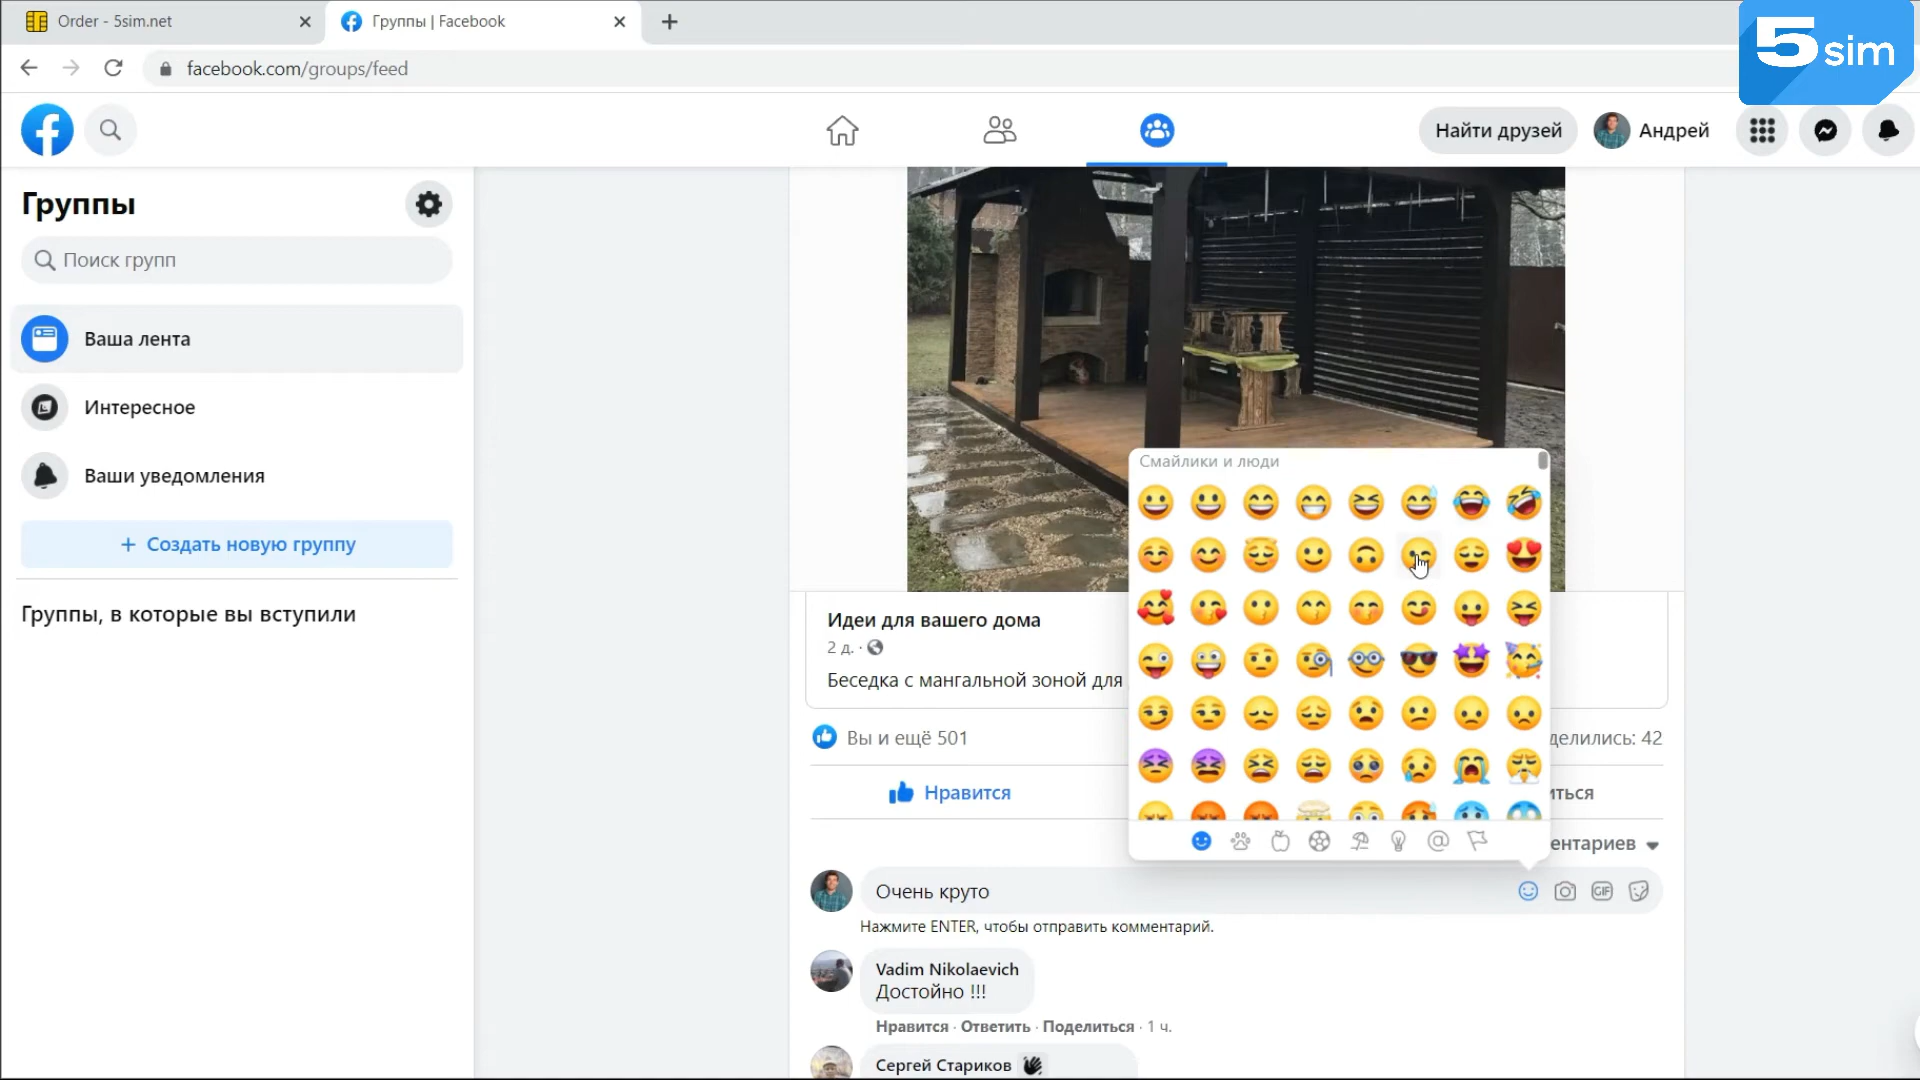 Order - 5sim.net
Группы | Facebook
facebook.com/groups/feed
5sim
Найти друзей
Андрей
Группы
Поиск групп
Ваша лента
Интересное
Ваши уведомления
+ Создать новую группу
Группы, в которые вы вступили
Смайлики и люди
Идеи для вашего дома
2 д. ·
Беседка с мангальной зоной для
Вы и ещё 501
делились: 42
Нравится
ться
ентариев
Очень круто
GIF
Нажмите ENTER, чтобы отправить комментарий.
Vadim Nikolaevich
Достойно !!!
Нравится · Ответить · Поделиться · 1 ч.
Сергей Стариков